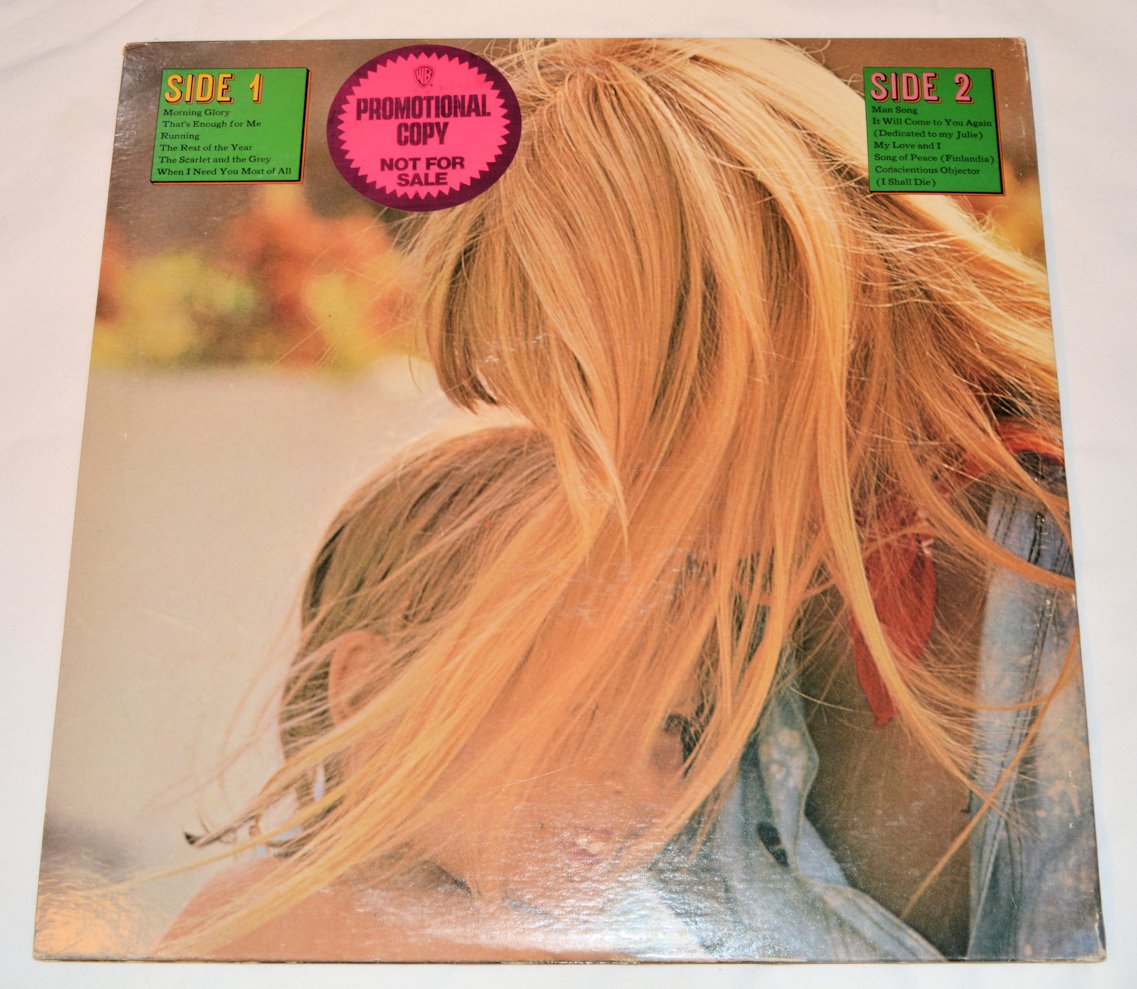 SIDE 1
Morning Glory
That's Enough for Me
Running
The Rest of the Year
The Scarlet and the Grey
When I Need You Most of All
WB
PROMOTIONAL
COPY
NOT FOR
SALE
SIDE 2
Man Song
It Will Come to You Again
(Dedicated to my Julie)
My Love and I
Song of Peace (Finlandia)
Conscientious Objector
(I Shall Die)